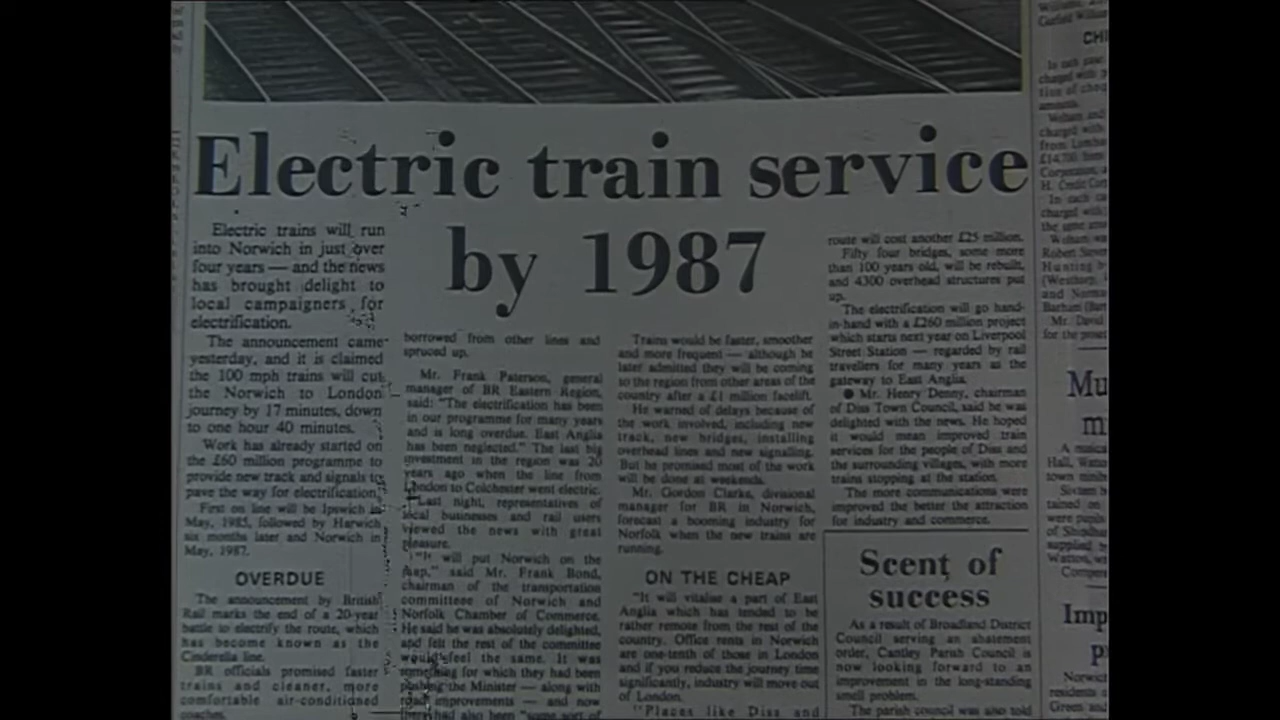 Electric train service
by 1987
Electric trains will run
into Norwich in just over
four years — and the news
has brought delight to
local campaigners for
electrification.
The announcement came
yesterday, and it is claimed
the 100 mph trains will cut
the Norwich to London
journey by 17 minutes, down
to one hour 40 minutes.
Work has already started on
the £60 million programme to
provide new track and signals to
pave the way for electrification.
First on line will be Ipswich in
May, 1985, followed by Harwich
six months later and Norwich in
May, 1987.
OVERDUE
The announcement by British
Rail marks the end of a 20-year
battle to electrify the route, which
has become known as the
Cinderella line.
BR officials promised faster
trains and cleaner, more
comfortable air-conditioned
coaches.
borrowed from other lines and
spruced up.
Mr. Frank Paterson, general
manager of BR Eastern Region,
said: "The electrification has been
in our programme for many years
and is long overdue. East Anglia
has been neglected." The last big
investment in the region was 20
years ago when the line from
London to Colchester went electric.
Last night, representatives of
local businesses and rail users
viewed the news with great
pleasure.
"It will put Norwich on the
map," said Mr. Frank Bond,
chairman of the transportation
committee of Norwich and
Norfolk Chamber of Commerce.
He said he was absolutely delighted,
and felt the rest of the committee
would feel the same. It was
something for which they had been
pushing the Minister — along with
road improvements — and now
there had also been "some sort of
Trains would be faster, smoother
and more frequent — although he
later admitted they will be coming
to the region from other areas of the
country after a £1 million facelift.
He warned of delays because of
the work involved, including new
track, new bridges, installing
overhead lines and new signalling.
But he promised most of the work
will be done at weekends.
Mr. Gordon Clarke, divisional
manager for BR in Norwich,
forecast a booming industry for
Norfolk when the new trains are
running.
ON THE CHEAP
"It will vitalise a part of East
Anglia which has tended to be
rather remote from the rest of the
country. Office rents in Norwich
are one-tenth of those in London
and if you reduce the journey time
significantly, industry will move out
of London.
"Places like Diss and
route will cost another £25 million.
Fifty four bridges, some more
than 100 years old, will be rebuilt,
and 4300 overhead structures put
up.
The electrification will go hand-
in-hand with a £260 million project
which starts next year on Liverpool
Street Station — regarded by rail
travellers for many years as the
gateway to East Anglia.
● Mr. Henry Denny, chairman
of Diss Town Council, said he was
delighted with the news. He hoped
it would mean improved train
services for the people of Diss and
the surrounding villages, with more
trains stopping at the station.
The more communications were
improved the better the attraction
for industry and commerce.
Scent of
success
As a result of Broadland District
Council serving an abatement
order, Cantley Parish Council is
now looking forward to an
improvement in the long-standing
smell problem.
The parish council was also told
In each case
charged with